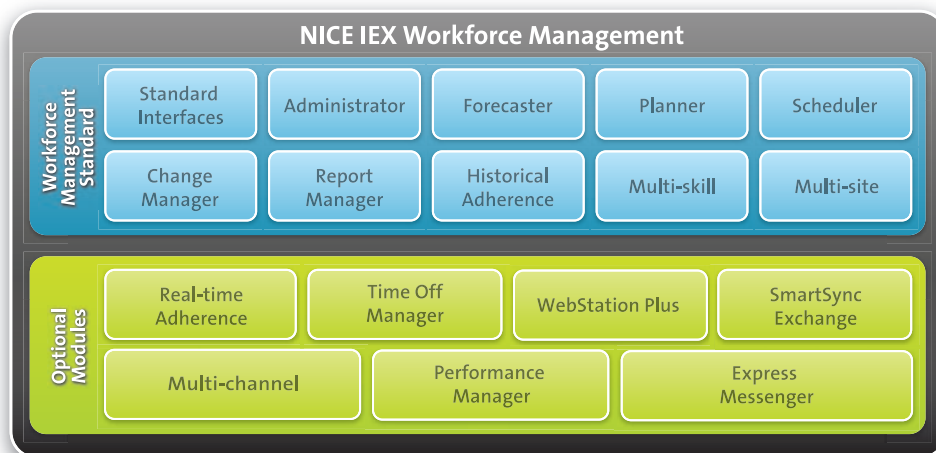 NICE IEX Workforce Management
Workforce
Management
Standard
Standard
Interfaces
Administrator
Forecaster
Planner
Scheduler
Change
Manager
Report
Manager
Historical
Adherence
Multi-skill
Multi-site
Optional
Modules
Real-time
Adherence
Time Off
Manager
WebStation Plus
SmartSync
Exchange
Multi-channel
Performance
Manager
Express
Messenger